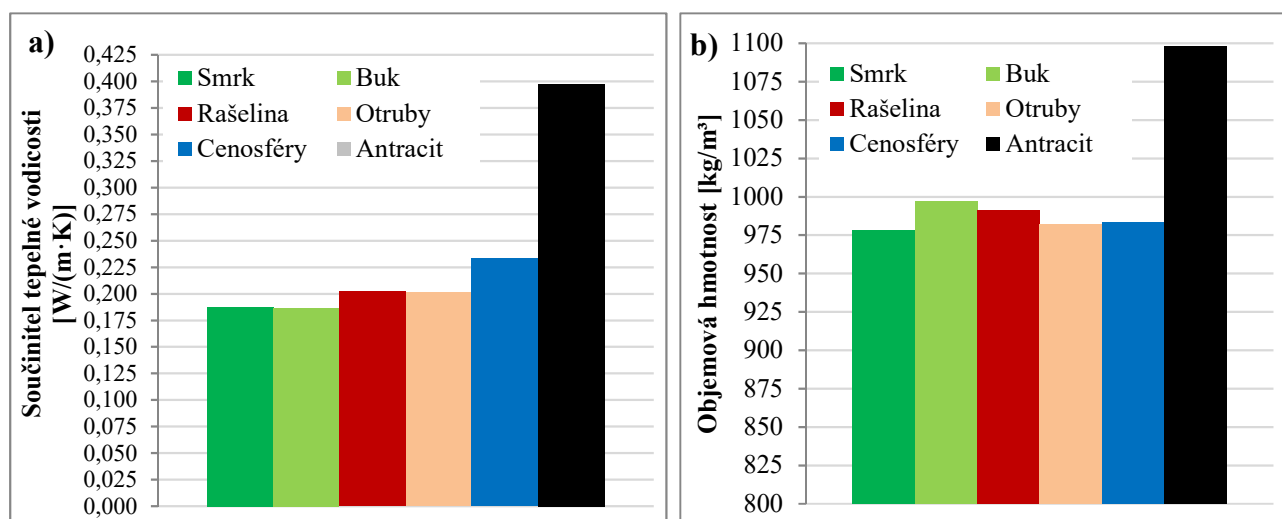 a)
Součinitel tepelné vodicosti
[W/(m·K)]
0,425
0,400
0,375
0,350
0,325
0,300
0,275
0,250
0,225
0,200
0,175
0,150
0,125
0,100
0,075
0,050
0,025
0,000
Smrk Buk
Rašelina Otruby
Cenosféry Antracit
b)
Objemová hmotnost [kg/m³]
1100
1075
1050
1025
1000
975
950
925
900
875
850
825
800
Smrk Buk
Rašelina Otruby
Cenosféry Antracit